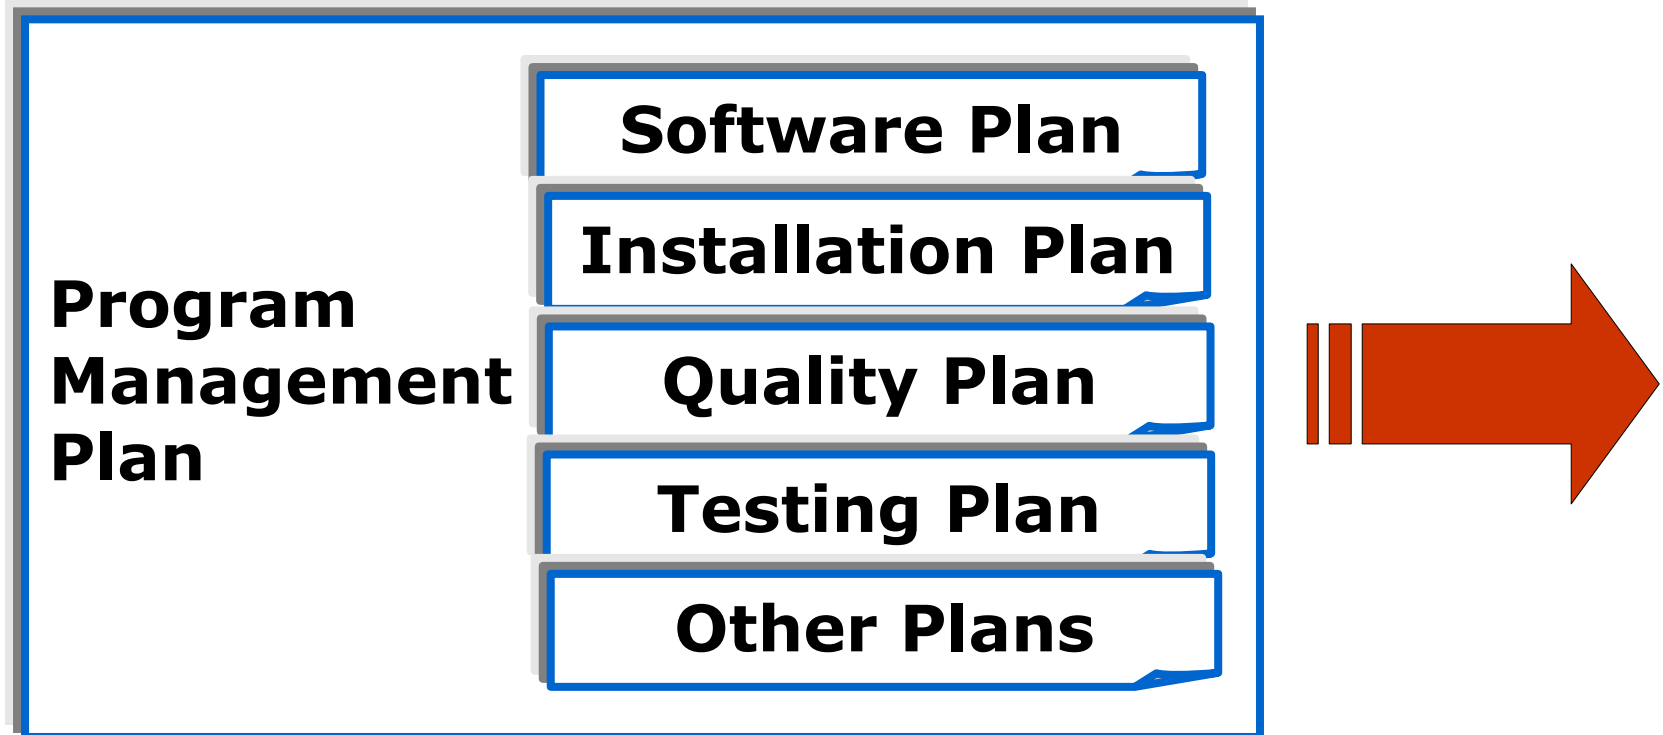 Software Plan
Installation Plan
Program
Management
Plan
Quality Plan
Testing Plan
Other Plans